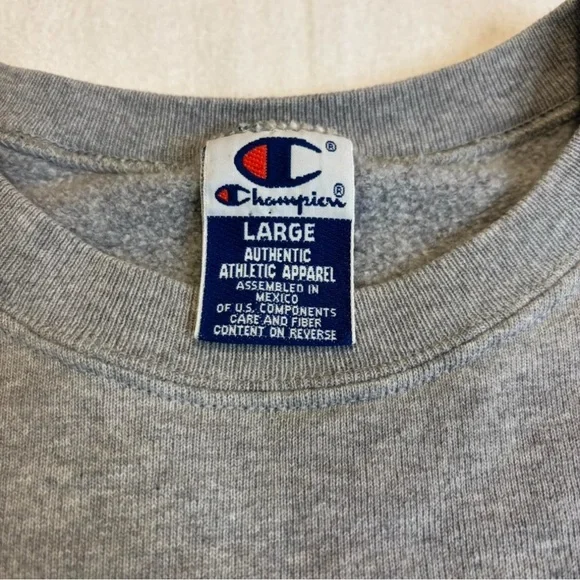 ®
Champion®
LARGE
AUTHENTIC
ATHLETIC APPAREL
ASSEMBLED IN
MEXICO
OF U.S. COMPONENTS
CARE AND FIBER
CONTENT ON REVERSE